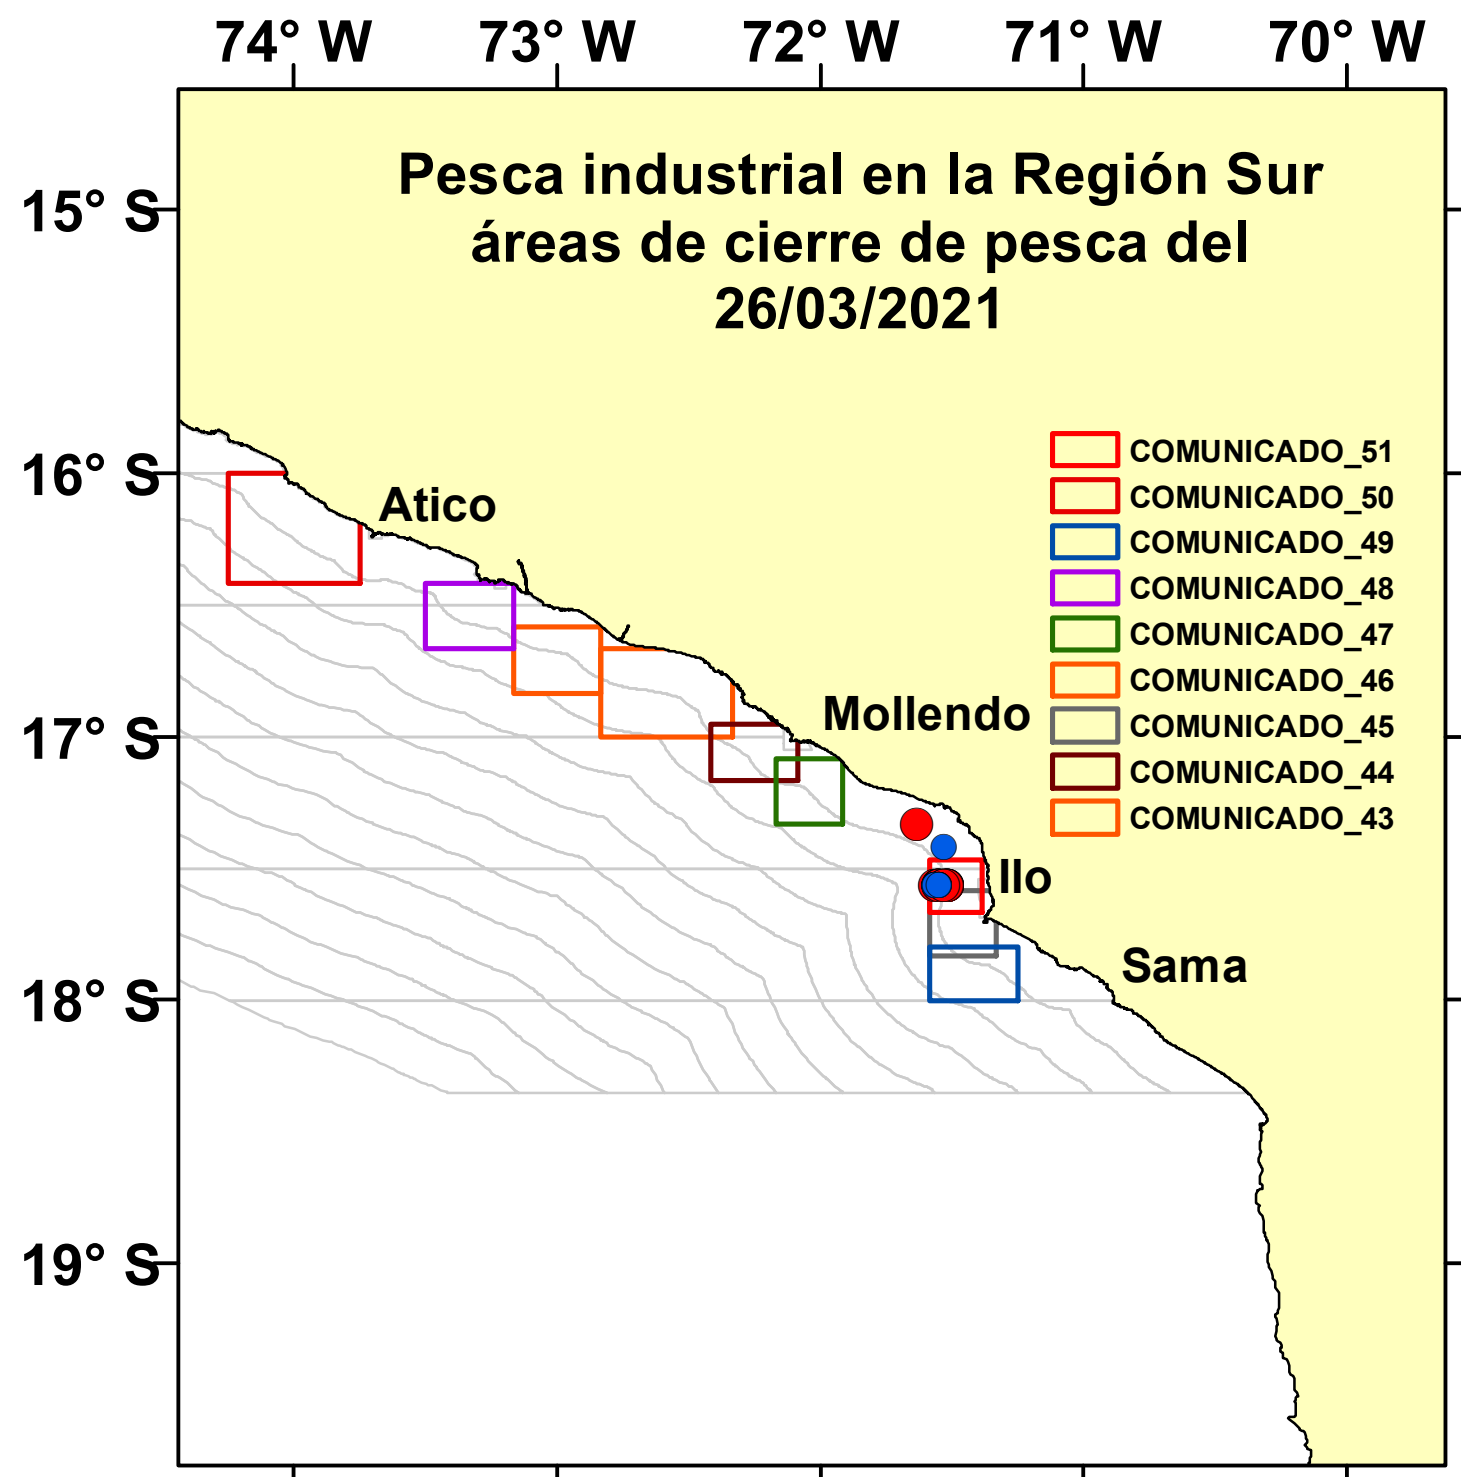 74° W 73° W 72° W 71° W 70° W
Pesca industrial en la Región Sur
áreas de cierre de pesca del
26/03/2021
15° S
16° S
17° S
18° S
19° S
COMUNICADO_51
COMUNICADO_50
COMUNICADO_49
COMUNICADO_48
COMUNICADO_47
COMUNICADO_46
COMUNICADO_45
COMUNICADO_44
COMUNICADO_43
Atico
Mollendo
Ilo
Sama